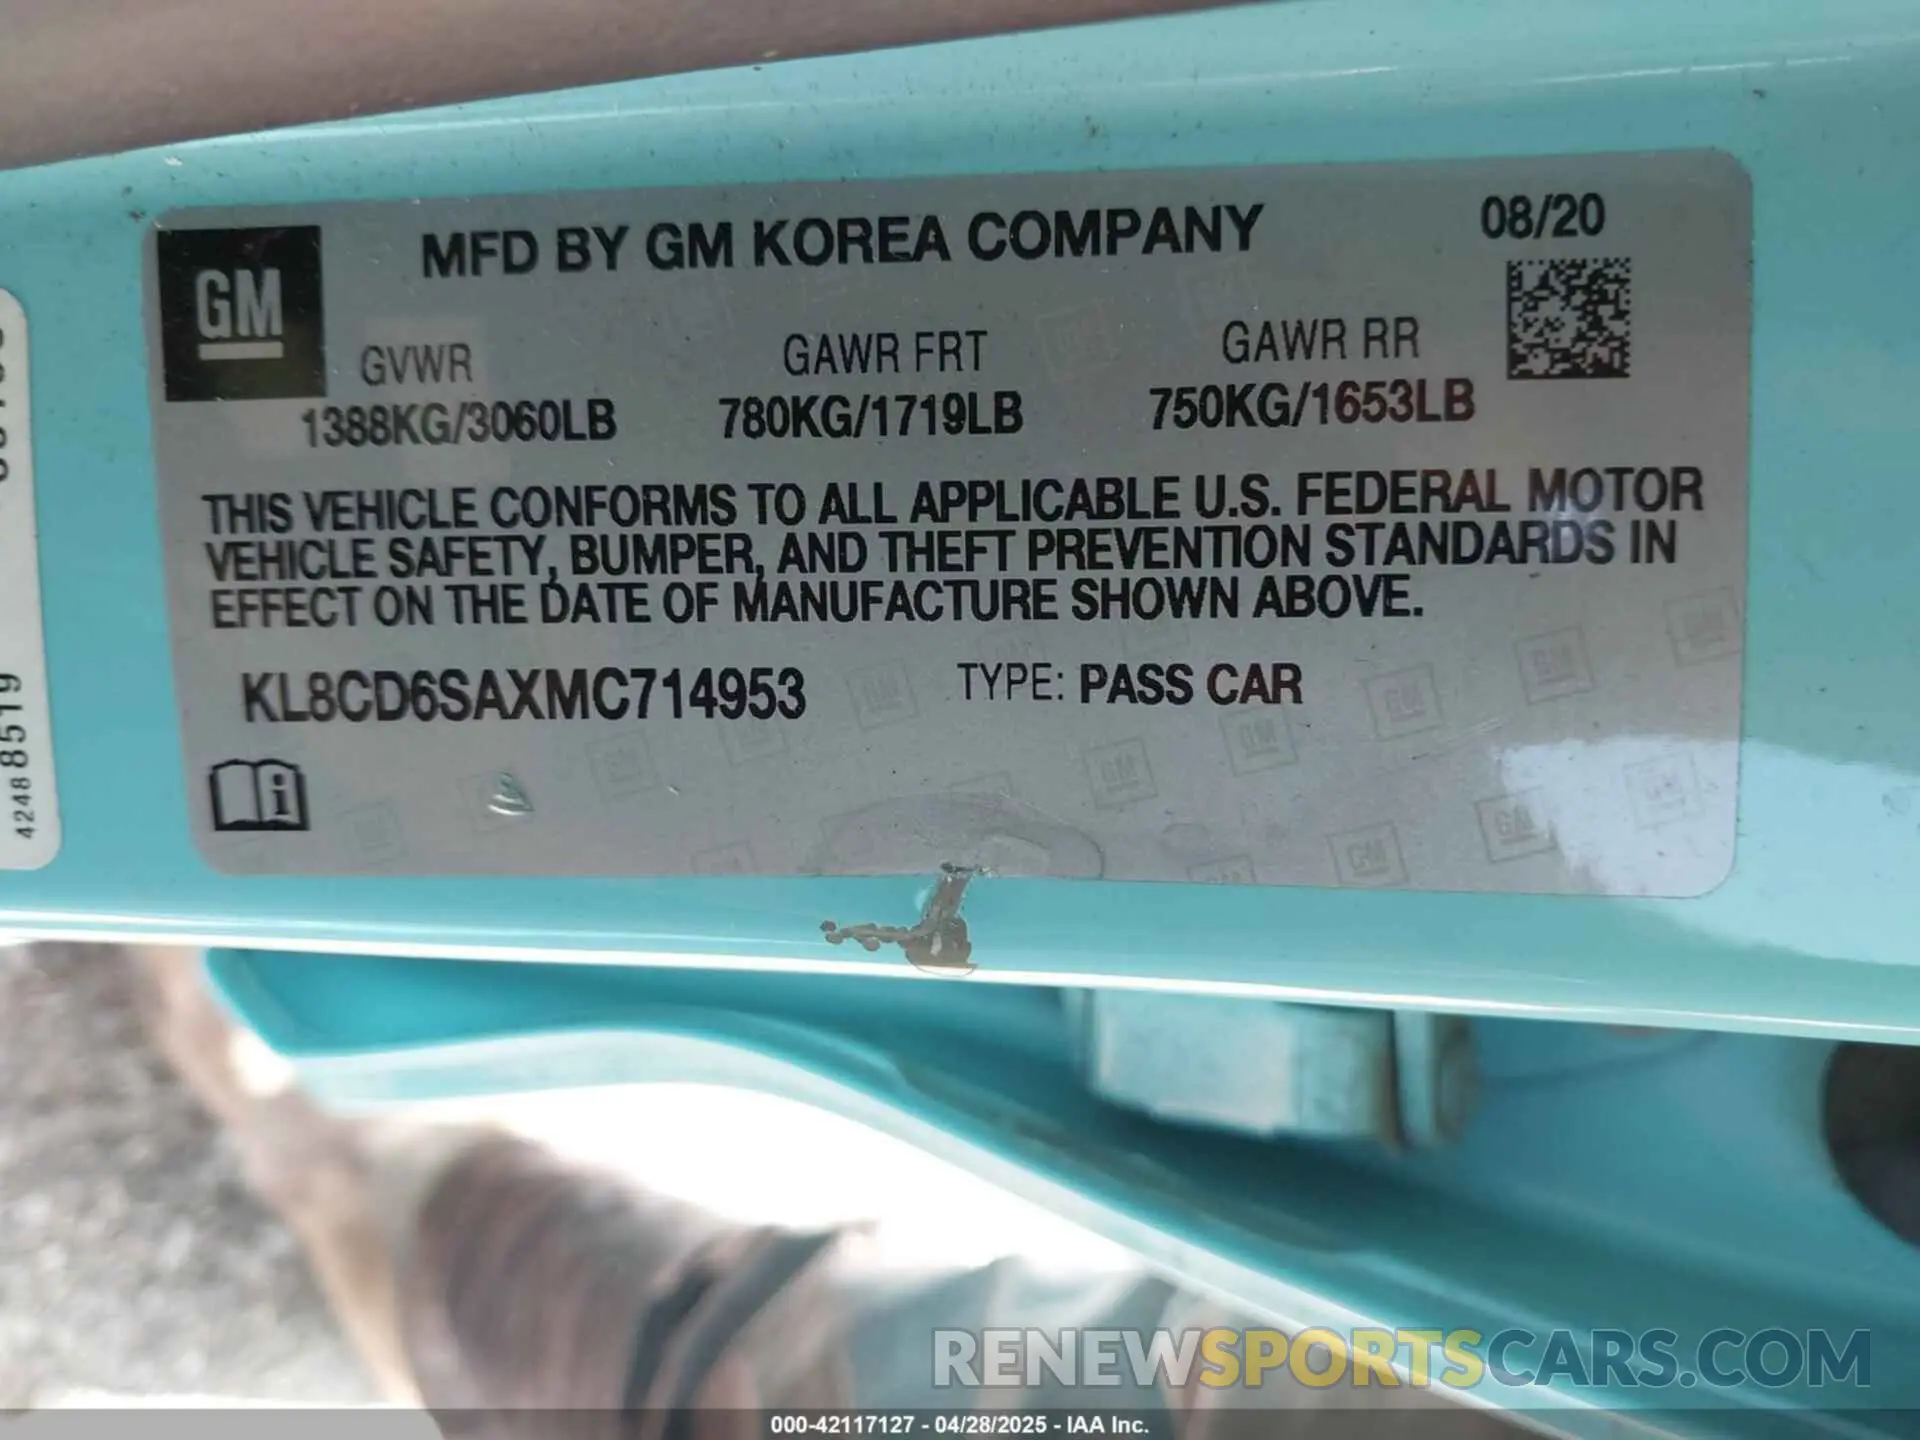 MFD BY GM KOREA COMPANY
08/20
GM
GVWR
GAWR FRT
GAWR RR
1388KG/3060LB
780KG/1719LB
750KG/1653LB
THIS VEHICLE CONFORMS TO ALL APPLICABLE U.S. FEDERAL MOTOR
VEHICLE SAFETY, BUMPER, AND THEFT PREVENTION STANDARDS IN
EFFECT ON THE DATE OF MANUFACTURE SHOWN ABOVE.
KL8CD6SAXMC714953
TYPE: PASS CAR
42488519
RENEWSPORTSCARS.COM
000-42117127 - 04/28/2025 - IAA Inc.